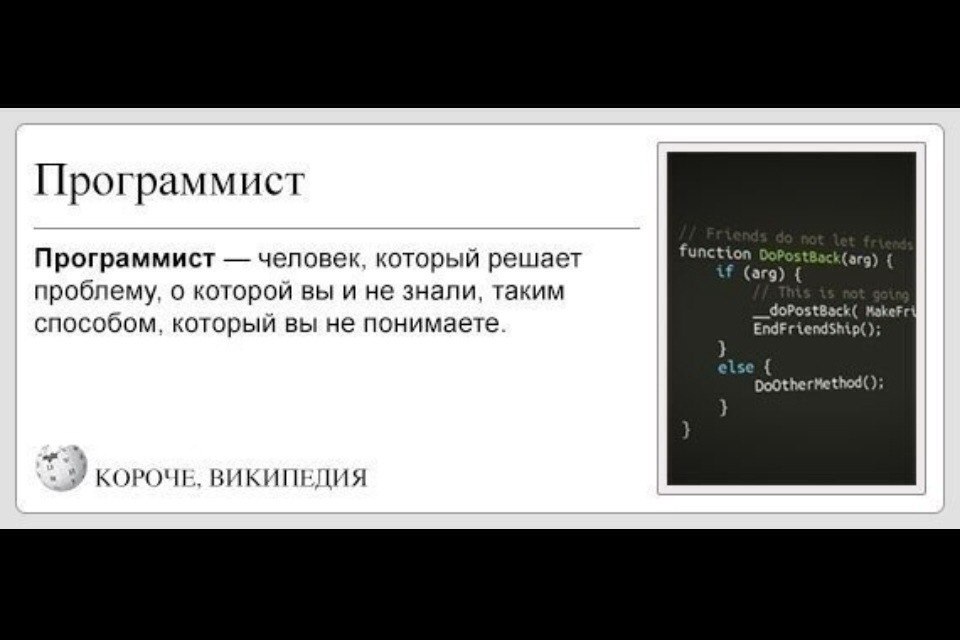 Программист
Программист — человек, который решает
проблему, о которой вы и не знали, таким
способом, который вы не понимаете.
КОРОЧЕ, ВИКИПЕДИЯ
// Friends do not let friends
function DoPostBack(arg) {
if (arg) {
// This is not going
__doPostBack( MakeFri
EndFriendShip();
}
else {
DoOtherMethod();
}
}